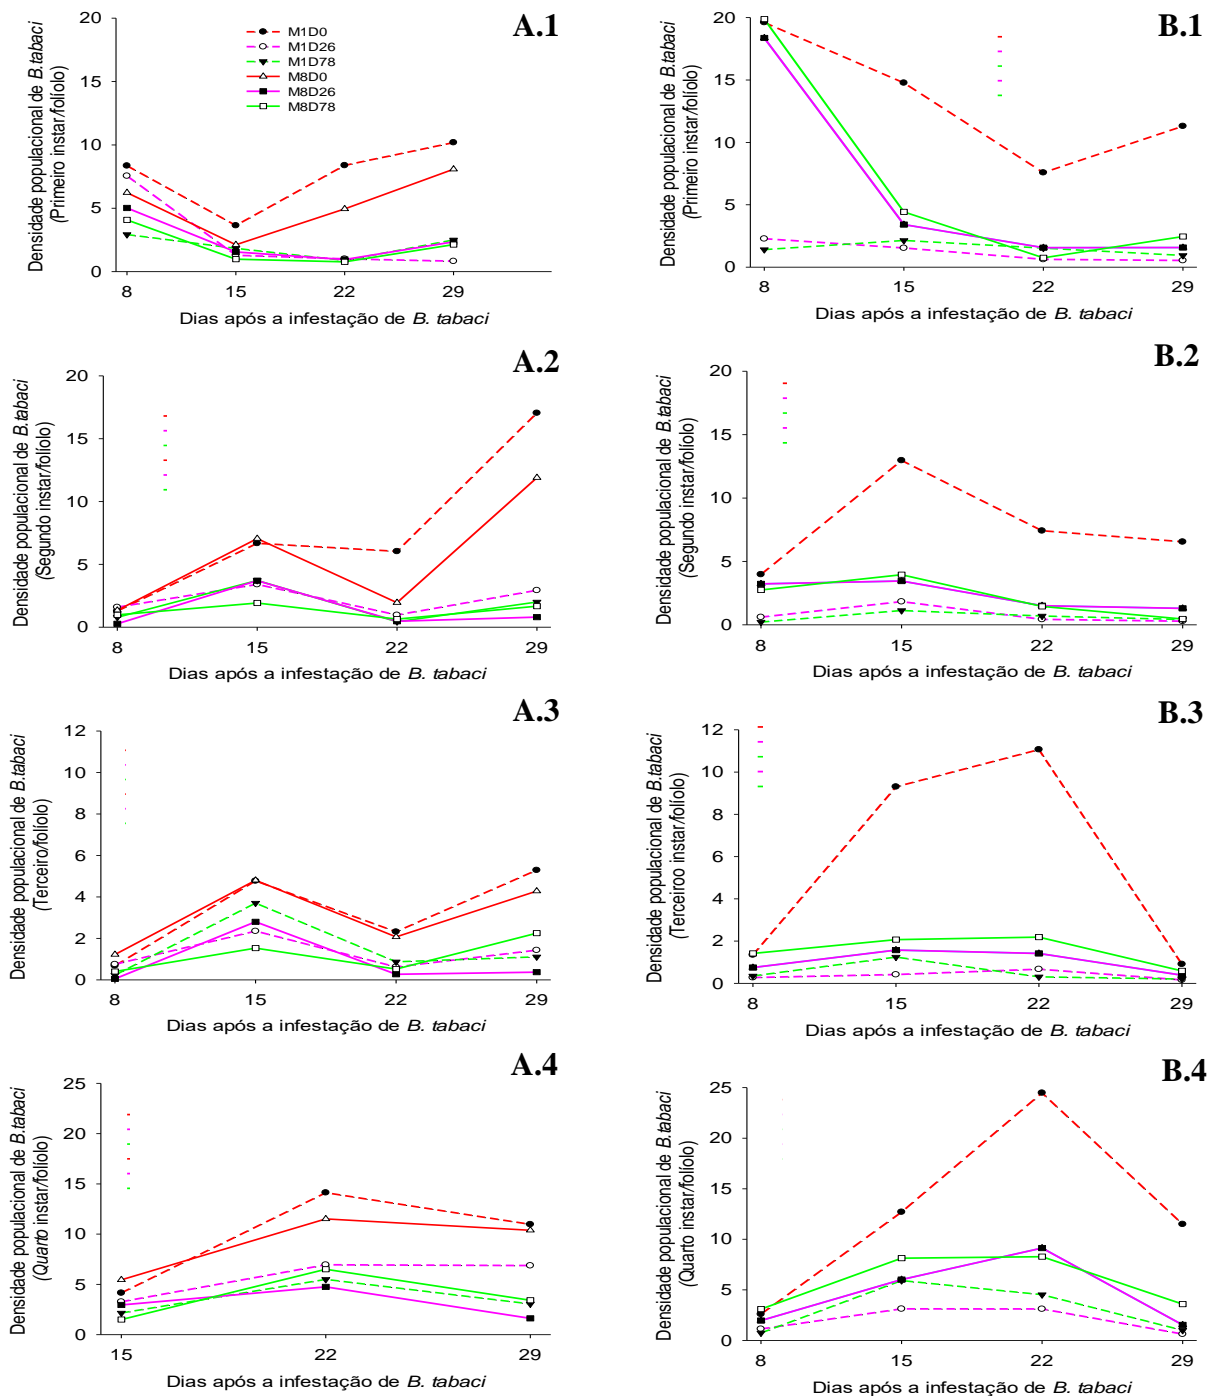 A.1
Densidade populacional de B.tabaci
(Primeiro instar/folíolo)
20
15
10
5
0
M1D0
M1D26
M1D78
M8D0
M8D26
M8D78
8 15 22 29
Dias após a infestação de B. tabaci
B.1
Densidade populacional de B.tabaci
(Primeiro instar/folíolo)
20
15
10
5
0
8 15 22 29
Dias após a infestação de B. tabaci
A.2
Densidade populacional de B.tabaci
(Segundo instar/folíolo)
20
15
10
5
0
8 15 22 29
Dias após a infestação de B. tabaci
B.2
Densidade populacional de B.tabaci
(Segundo instar/folíolo)
20
15
10
5
0
8 15 22 29
Dias após a infestação de B. tabaci
A.3
Densidade populacional de B.tabaci
(Terceiro/folíolo)
12
10
8
6
4
2
0
8 15 22 29
Dias após a infestação de B. tabaci
B.3
Densidade populacional de B.tabaci
(Terceiroo instar/folíolo)
12
10
8
6
4
2
0
8 15 22 29
Dias após a infestação de B. tabaci
A.4
Densidade populacional de B.tabaci
(Quarto instar/folíolo)
25
20
15
10
5
0
15 22 29
Dias após a infestação de B. tabaci
B.4
Densidade populacional de B.tabaci
(Quarto instar/folíolo)
25
20
15
10
5
0
8 15 22 29
Dias após a infestação de B. tabaci